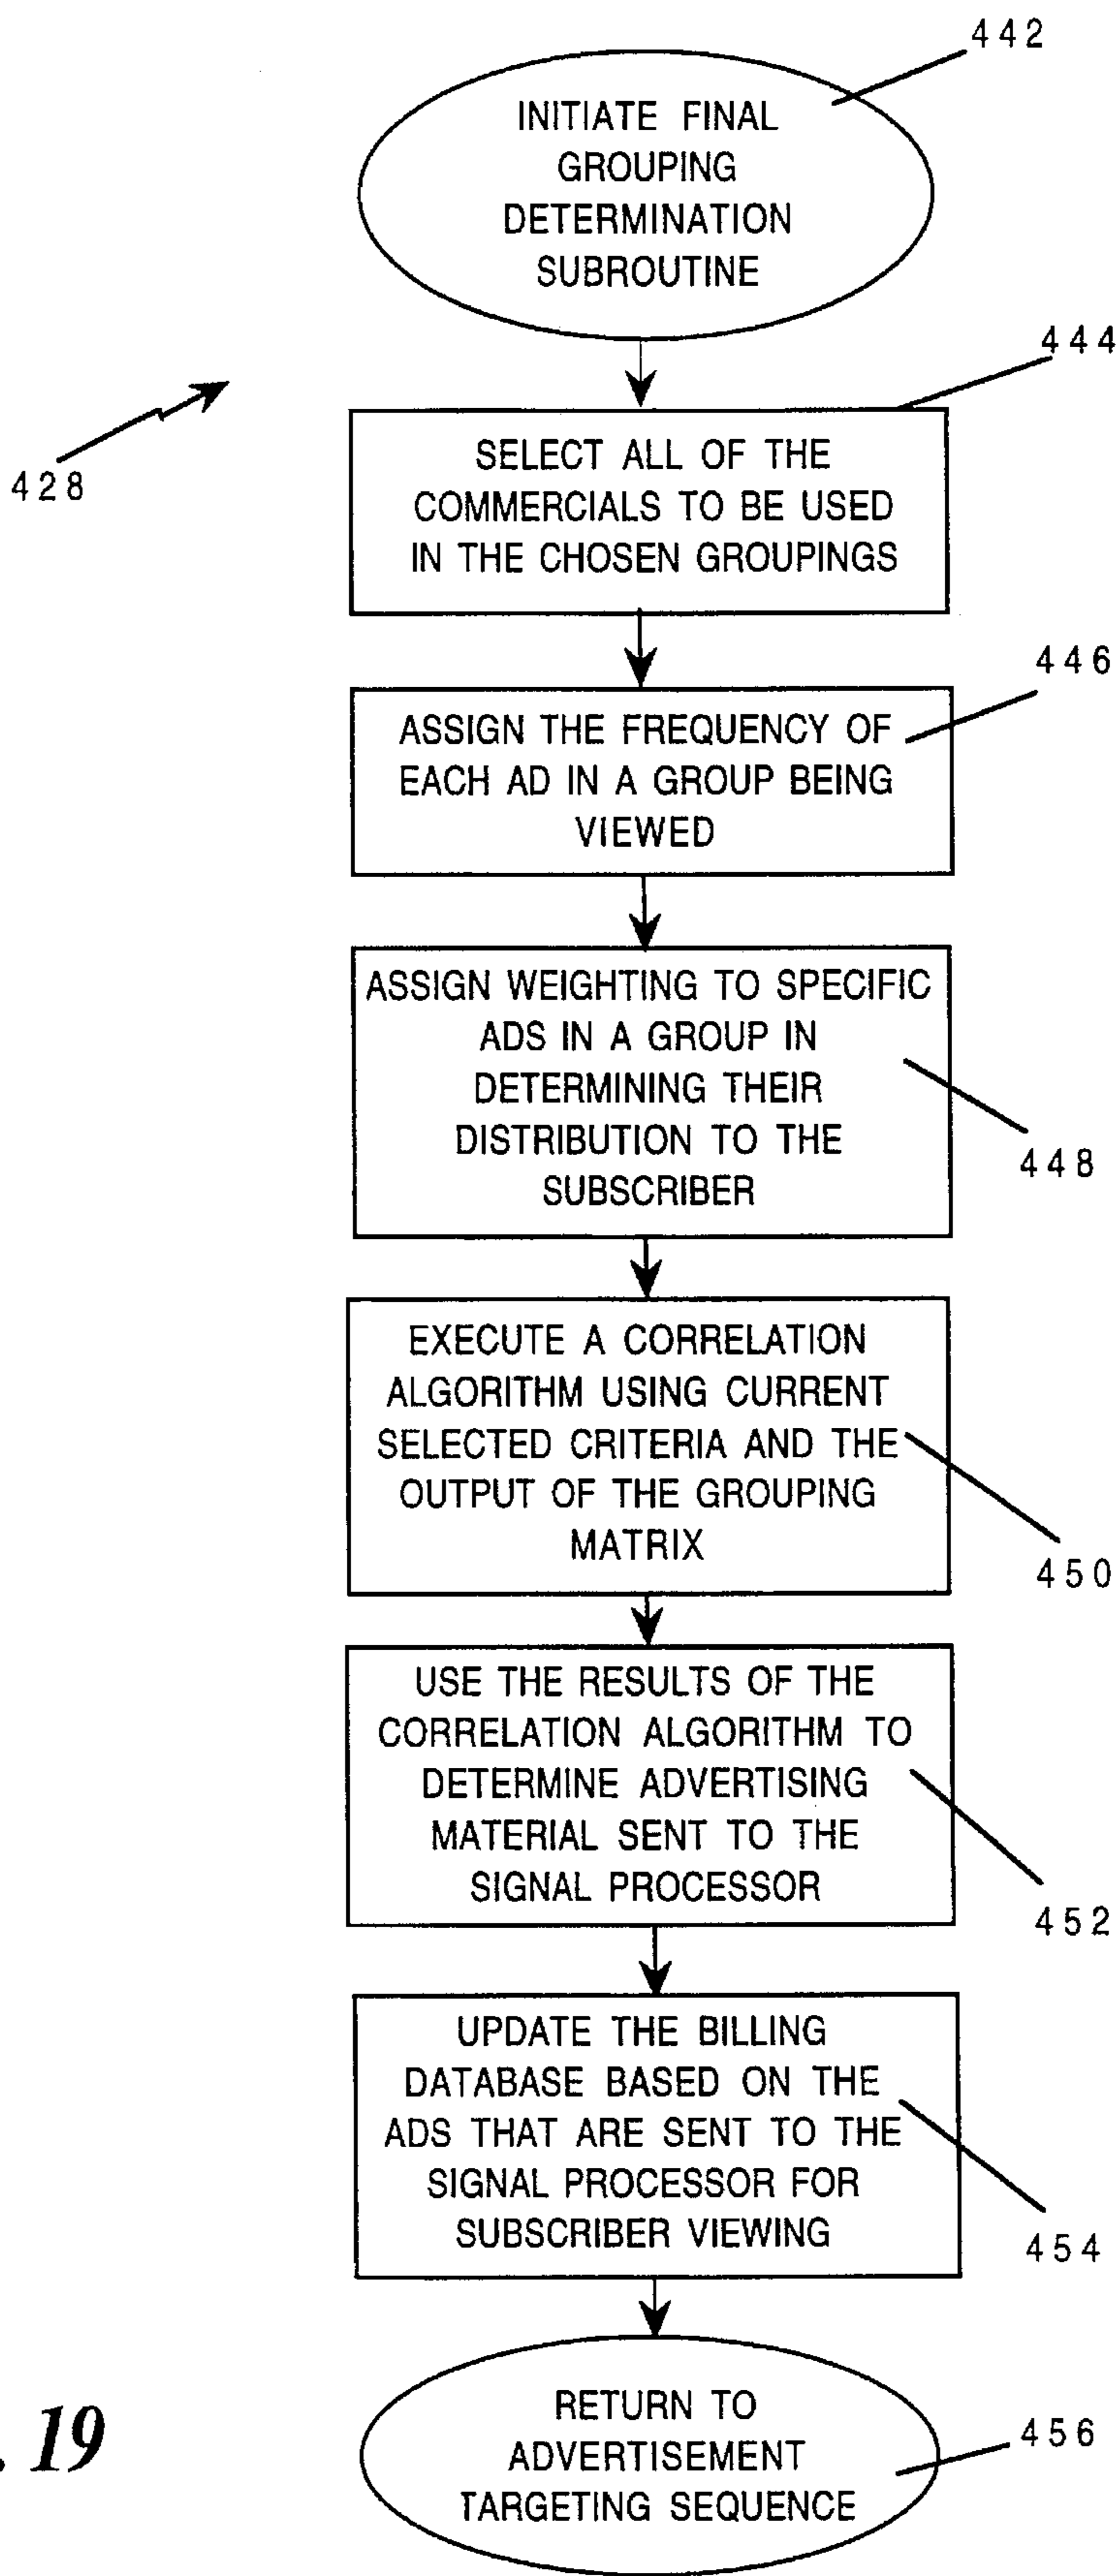 442
INITIATE FINAL
GROUPING
DETERMINATION
SUBROUTINE
444
428
SELECT ALL OF THE
COMMERCIALS TO BE USED
IN THE CHOSEN GROUPINGS
446
ASSIGN THE FREQUENCY OF
EACH AD IN A GROUP BEING
VIEWED
ASSIGN WEIGHTING TO SPECIFIC
ADS IN A GROUP IN
DETERMINING THEIR
DISTRIBUTION TO THE
SUBSCRIBER
448
EXECUTE A CORRELATION
ALGORITHM USING CURRENT
SELECTED CRITERIA AND THE
OUTPUT OF THE GROUPING
MATRIX
450
USE THE RESULTS OF THE
CORRELATION ALGORITHM TO
DETERMINE ADVERTISING
MATERIAL SENT TO THE
SIGNAL PROCESSOR
452
UPDATE THE BILLING
DATABASE BASED ON THE
ADS THAT ARE SENT TO THE
SIGNAL PROCESSOR FOR
SUBSCRIBER VIEWING
454
RETURN TO
ADVERTISEMENT
TARGETING SEQUENCE
456
. 19